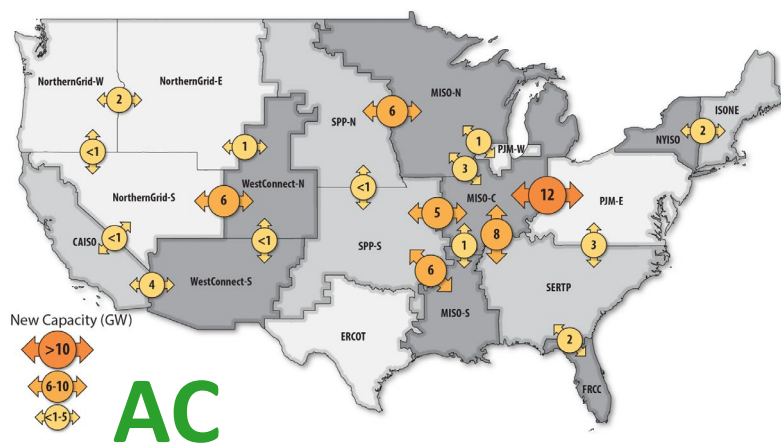 NorthernGrid-W
NorthernGrid-E
MISO-N
ISONE
2
6
SPP-N
NYISO
2
<1
1
1
PJM-W
3
NorthernGrid-S
6
WestConnect-N
<1
MISO-C
12
PJM-E
5
CAISO
<1
<1
SPP-S
1
8
3
6
4
WestConnect-S
SERTP
MISO-S
New Capacity (GW)
ERCOT
2
>10
6-10
FRCC
<1-5
AC